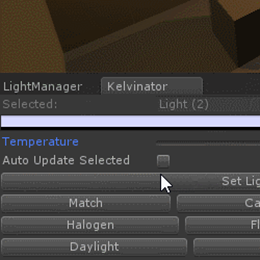 LightManager Kelvinator
Selected: Light (2)
Temperature
Auto Update Selected
Set Lig
Match Ca
Halogen Fl
Daylight